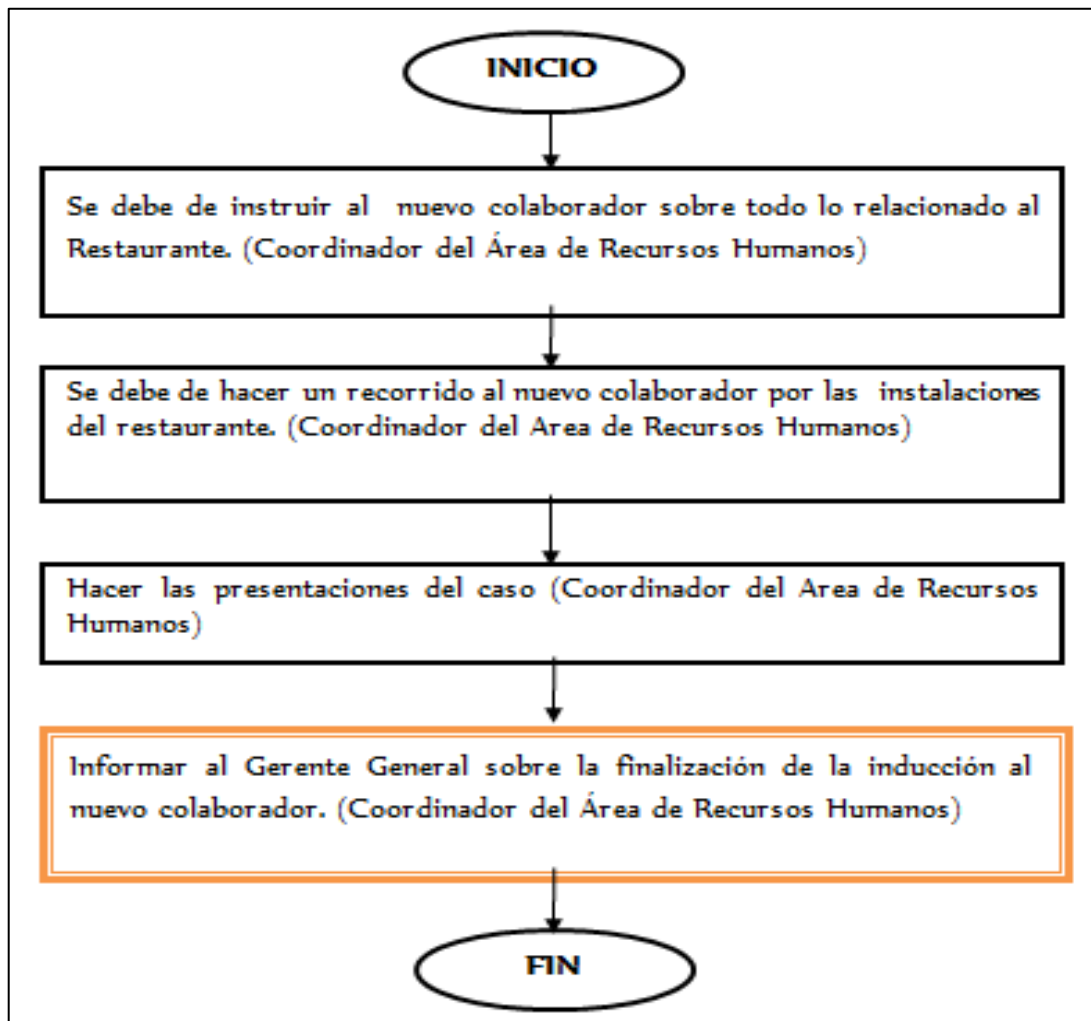 INICIO
Se debe de instruir al nuevo colaborador sobre todo lo relacionado al
Restaurante. (Coordinador del Área de Recursos Humanos)
Se debe de hacer un recorrido al nuevo colaborador por las instalaciones
del restaurante. (Coordinador del Area de Recursos Humanos)
Hacer las presentaciones del caso (Coordinador del Area de Recursos
Humanos)
Informar al Gerente General sobre la finalización de la inducción al
nuevo colaborador. (Coordinador del Área de Recursos Humanos)
FIN